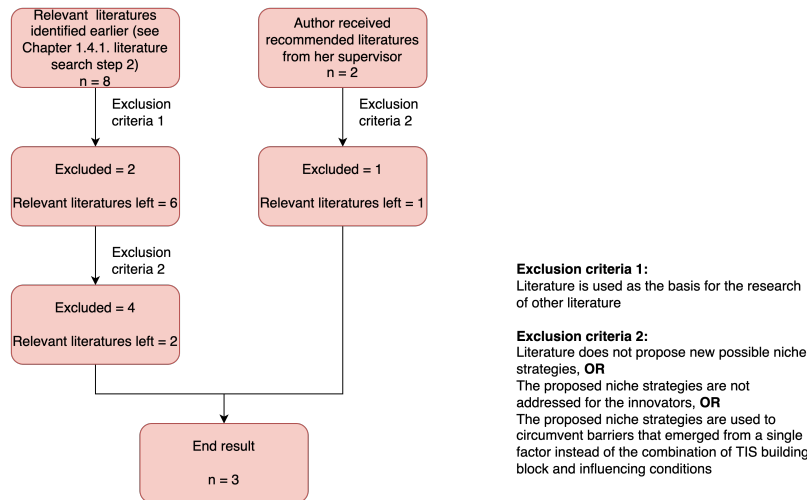 Relevant literatures
identified earlier (see
Chapter 1.4.1. literature
search step 2)
n = 8
Author received
recommended literatures
from her supervisor
n = 2
Exclusion
criteria 1
Exclusion
criteria 2
Excluded = 2
Relevant literatures left = 6
Excluded = 1
Relevant literatures left = 1
Exclusion
criteria 2
Excluded = 4
Relevant literatures left = 2
End result
n = 3
Exclusion criteria 1:
Literature is used as the basis for the research
of other literature
Exclusion criteria 2:
Literature does not propose new possible niche
strategies, OR
The proposed niche strategies are not
addressed for the innovators, OR
The proposed niche strategies are used to
circumvent barriers that emerged from a single
factor instead of the combination of TIS building
block and influencing conditions